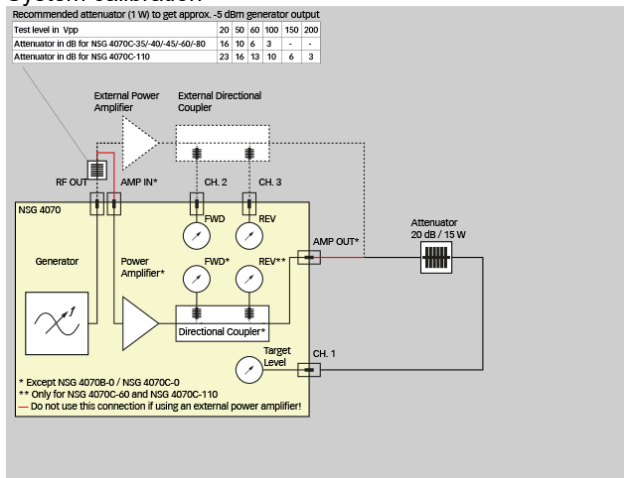 System calibration
Recommended attenuator (1 W) to get approx. -5 dBm generator output
Test level in Vpp 20 50 60 100 150 200
Attenuator in dB for NSG 4070C-35/-40/-45/-60/-80 16 10 6 3 - -
Attenuator in dB for NSG 4070C-110 23 16 13 10 6 3
External Power
Amplifier
External Directional
Coupler
RF OUT
AMP IN*
CH. 2
CH. 3
NSG 4070
FWD
REV
AMP OUT*
Attenuator
20 dB / 15 W
Generator
Power
Amplifier*
FWD*
REV**
f
Directional Coupler*
Target
Level
CH. 1
* Except NSG 4070B-0 / NSG 4070C-0
** Only for NSG 4070C-60 and NSG 4070C-110
— Do not use this connection if using an external power amplifier!